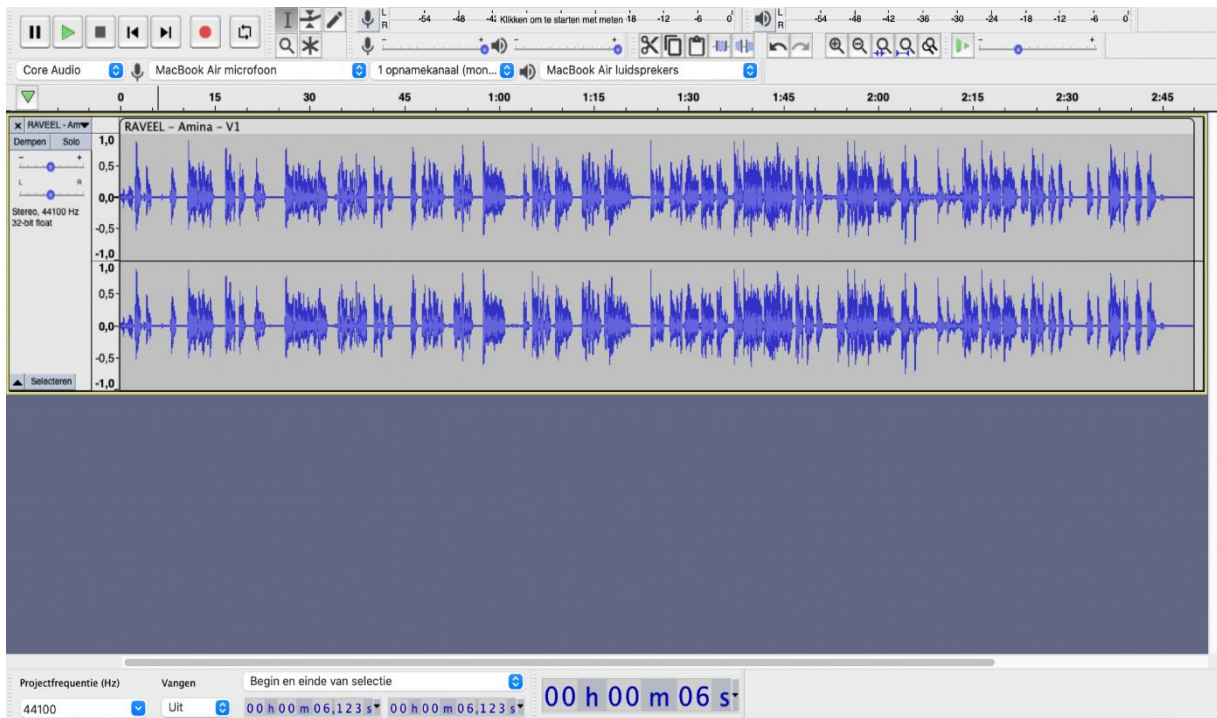 L R -54 -48 -4 Klikken om te starten met meten -18 -12 -6 0 L R -54 -48 -42 -36 -30 -24 -18 -12 -6 0
- + - + - +
Core Audio MacBook Air microfoon 1 opnamekanaal (mon... MacBook Air luidsprekers
0 15 30 45 1:00 1:15 1:30 1:45 2:00 2:15 2:30 2:45
x RAVEEL - Am RAVEEL - Amina - V1
Dempen Solo 1,0
- + 0,5-
L R 0,0-
Stereo, 44100 Hz
32-bit float -0,5-
-1,0
1,0
0,5-
0,0-
-0,5-
Selecteren -1,0
Projectfrequentie (Hz) Vangen Begin en einde van selectie
44100 Uit 00 h 00 m 06,123 s 00 h 00 m 06,123 s 00 h 00 m 06 s